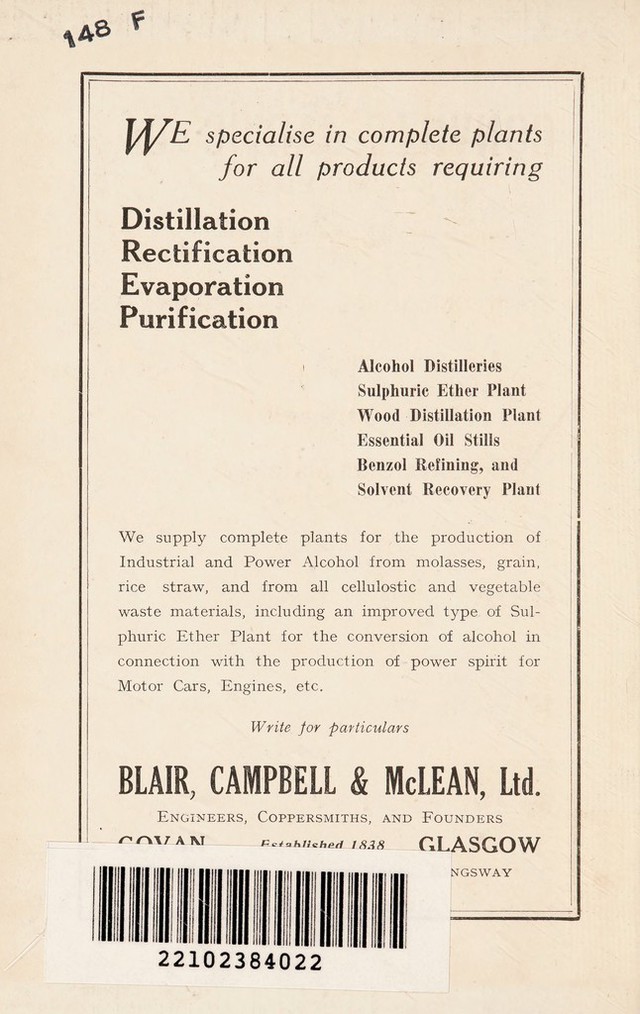 148 F
WE specialise in complete plants
for all products requiring
Distillation
Rectification
Evaporation
Purification
Alcohol Distilleries
Sulphuric Ether Plant
Wood Distillation Plant
Essential Oil Stills
Benzol Refining, and
Solvent Recovery Plant
We supply complete plants for the production of
Industrial and Power Alcohol from molasses, grain,
rice straw, and from all cellulostic and vegetable
waste materials, including an improved type of Sul-
phuric Ether Plant for the conversion of alcohol in
connection with the production of power spirit for
Motor Cars, Engines, etc.
Write for particulars
BLAIR, CAMPBELL & McLEAN, Ltd.
ENGINEERS, COPPERSMITHS, AND FOUNDERS
GOVAN Established 1838 GLASGOW
NGSWAY
22102384022